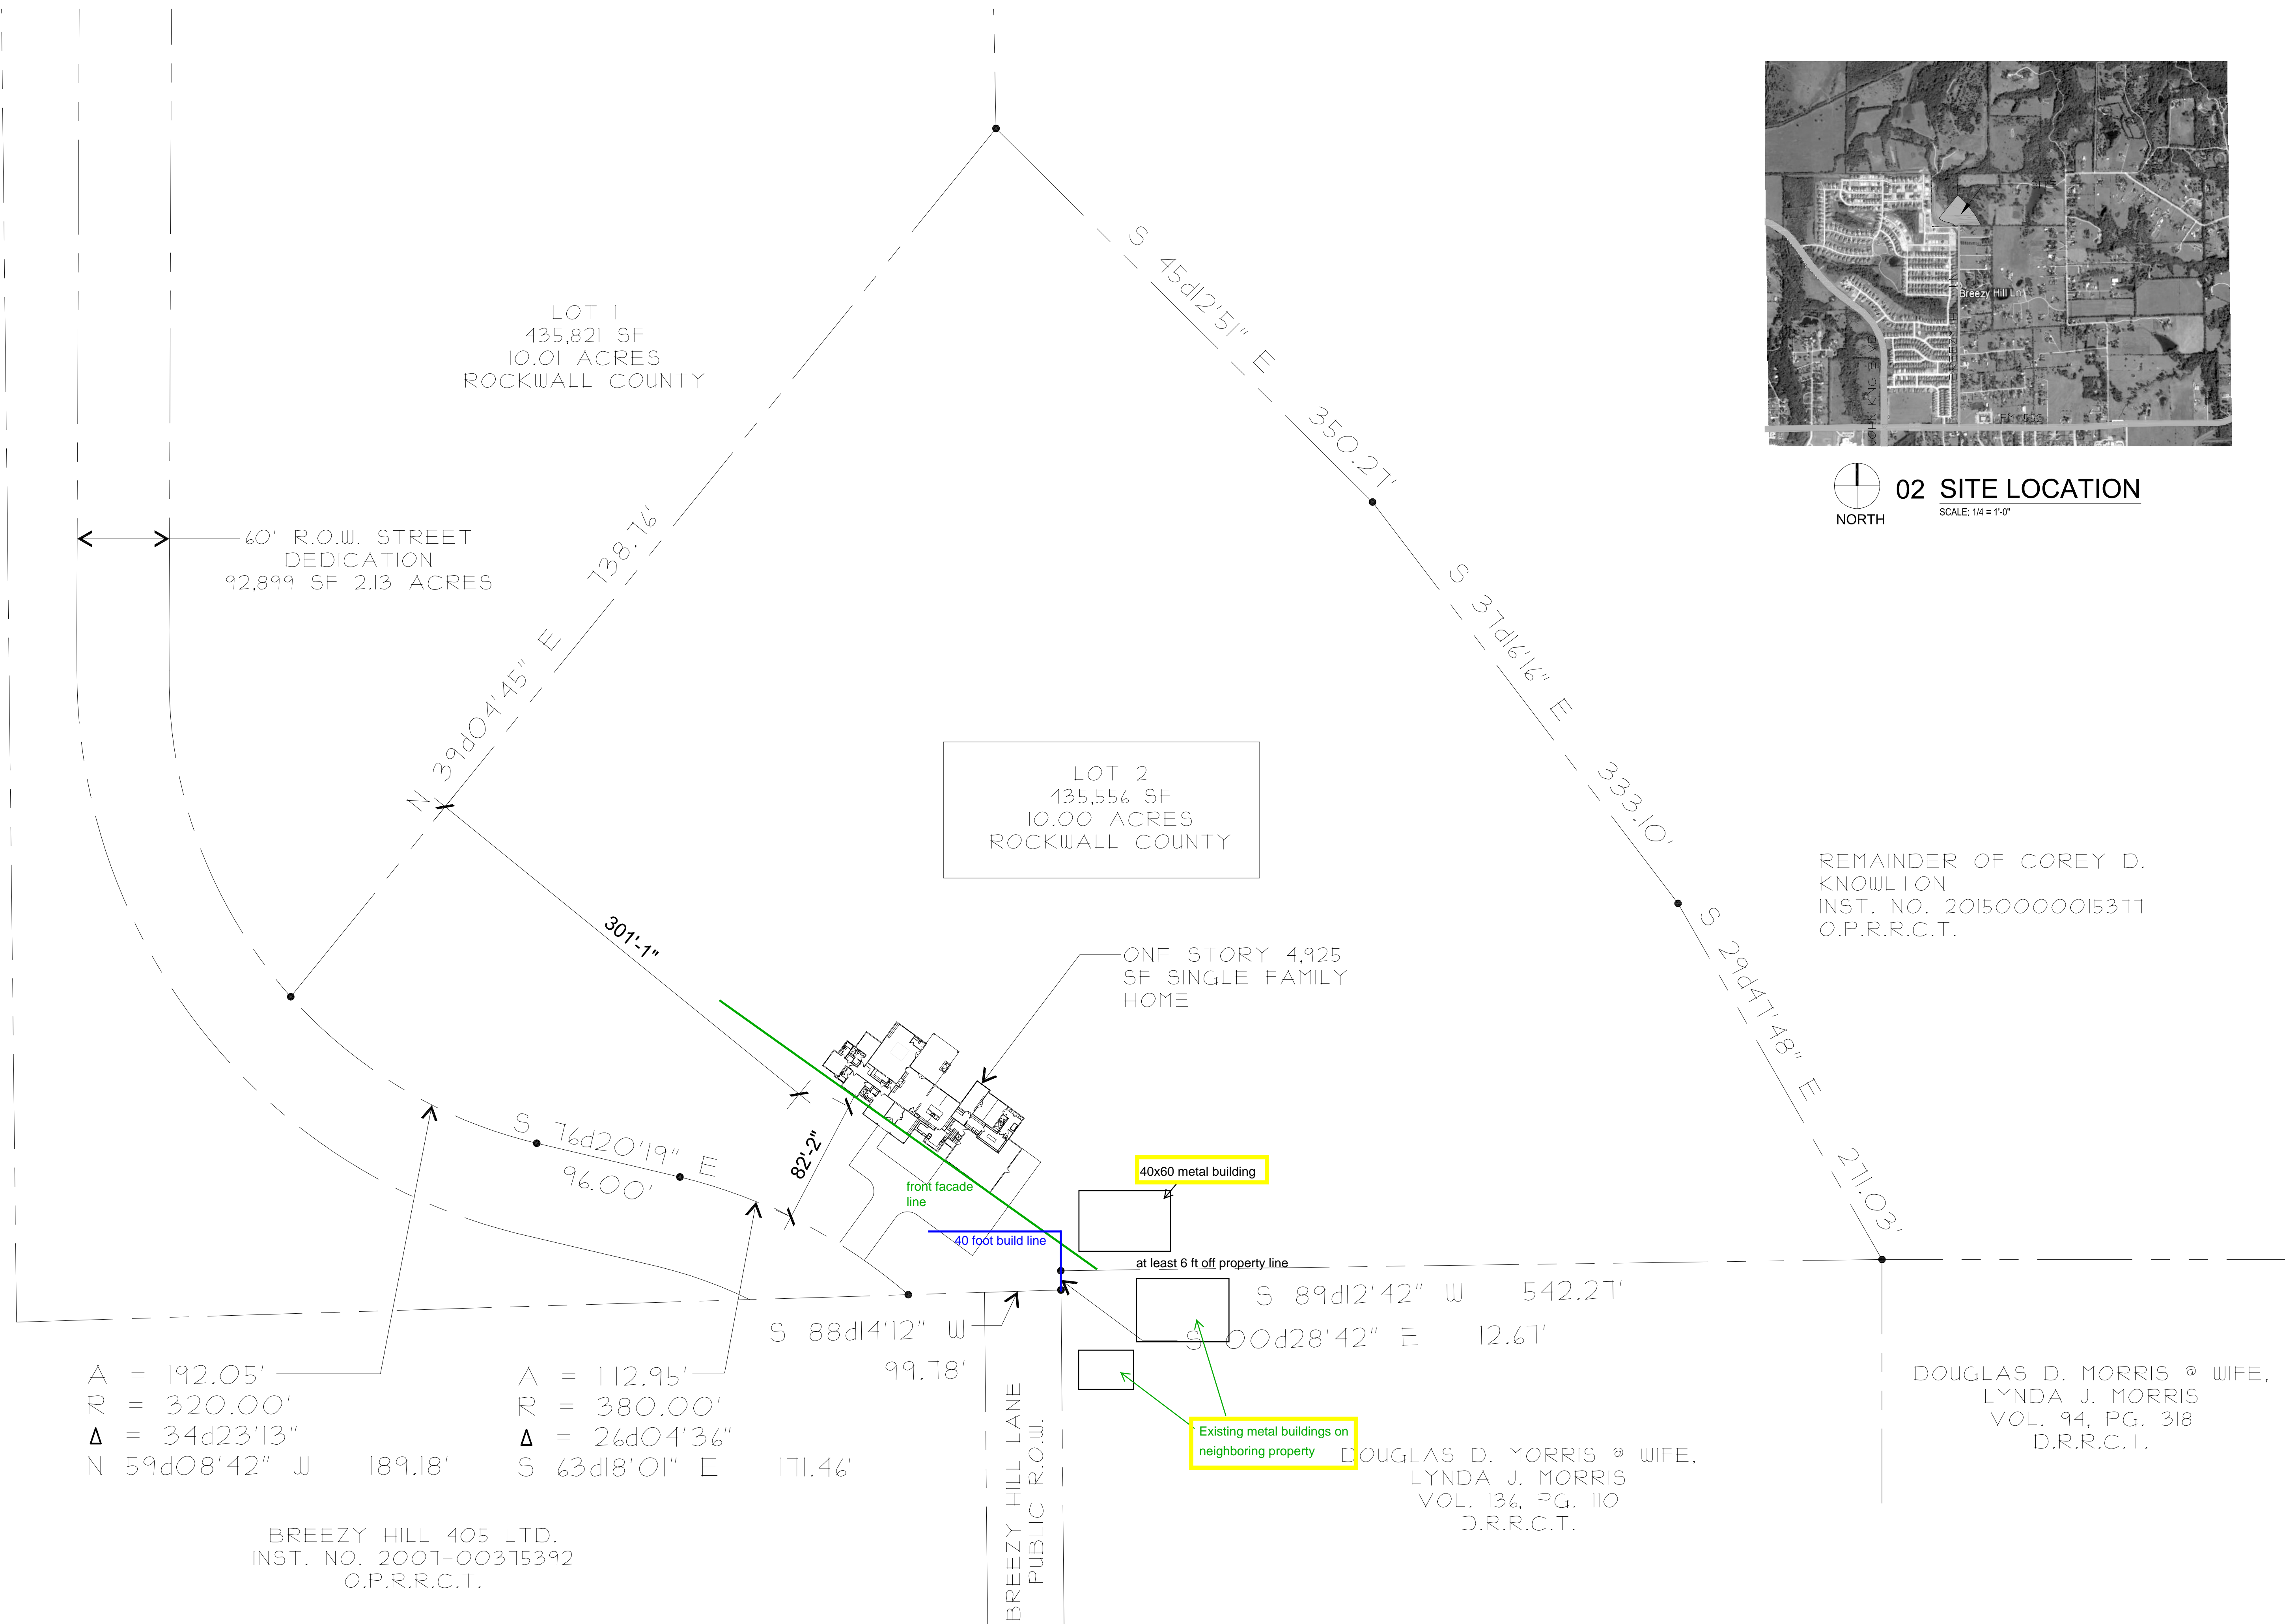 LOT 1
435,821 SF
10.01 ACRES
ROCKWALL COUNTY
60' R.O.W. STREET
DEDICATION
92,899 SF 2.13 ACRES
N 39d04'45" E 738.76'
S 45d12'51" E 350.27'
Breezy Hill Ln
FM 552
NORTH
02 SITE LOCATION
SCALE: 1/4 = 1'-0"
S 37d16'16" E 333.10'
LOT 2
435,556 SF
10.00 ACRES
ROCKWALL COUNTY
REMAINDER OF COREY D.
KNOWLTON
INST. NO. 20150000015377
O.P.R.R.C.T.
301'-1"
ONE STORY 4,925
SF SINGLE FAMILY
HOME
S 29d47'48" E 271.03'
S 76d20'19" E
96.00'
82'-2"
front facade
line
40x60 metal building
40 foot build line
at least 6 ft off property line
S 89d12'42" W 542.27'
S 88d14'12" W
99.78'
S 00d28'42" E 12.67'
A = 192.05'
R = 320.00'
Δ = 34d23'13"
N 59d08'42" W 189.18'
A = 172.95'
R = 380.00'
Δ = 26d04'36"
S 63d18'01" E 171.46'
BREEZY HILL LANE
PUBLIC R.O.W.
Existing metal buildings on
neighboring property
DOUGLAS D. MORRIS @ WIFE,
LYNDA J. MORRIS
VOL. 136, PG. 110
D.R.R.C.T.
DOUGLAS D. MORRIS @ WIFE,
LYNDA J. MORRIS
VOL. 94, PG. 318
D.R.R.C.T.
BREEZY HILL 405 LTD.
INST. NO. 2007-00375392
O.P.R.R.C.T.